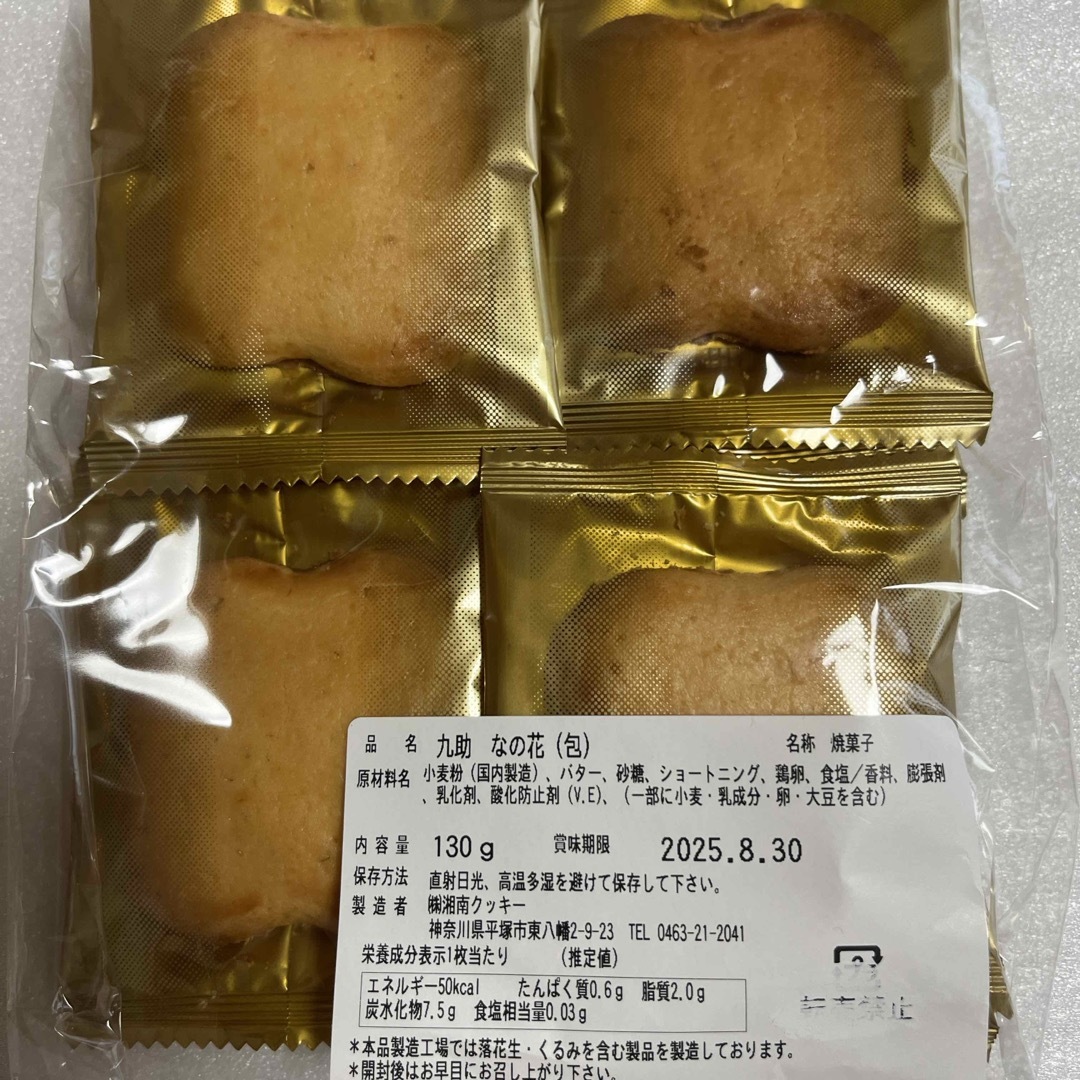 品名 九助 なの花（包） 名称 焼菓子
原材料名 小麦粉（国内製造）、バター、砂糖、ショートニング、鶏卵、食塩／香料、膨張剤
、乳化剤、酸化防止剤（V.E)、（一部に小麦・乳成分・卵・大豆を含む）
内容量 130g 賞味期限 2025.8.30
保存方法 直射日光、高温多湿を避けて保存して下さい。
製造者 ㈱湘南クッキー
神奈川県平塚市東八幡2-9-23 TEL 0463-21-2041
栄養成分表示1枚当たり （推定値）
エネルギー50kcal たんぱく質0.6g 脂質2.0g
炭水化物7.5g 食塩相当量0.03g
転売禁止
＊本品製造工場では落花生・くるみを含む製品を製造しております。
＊開封後はお早目にお召し上がり下さい。